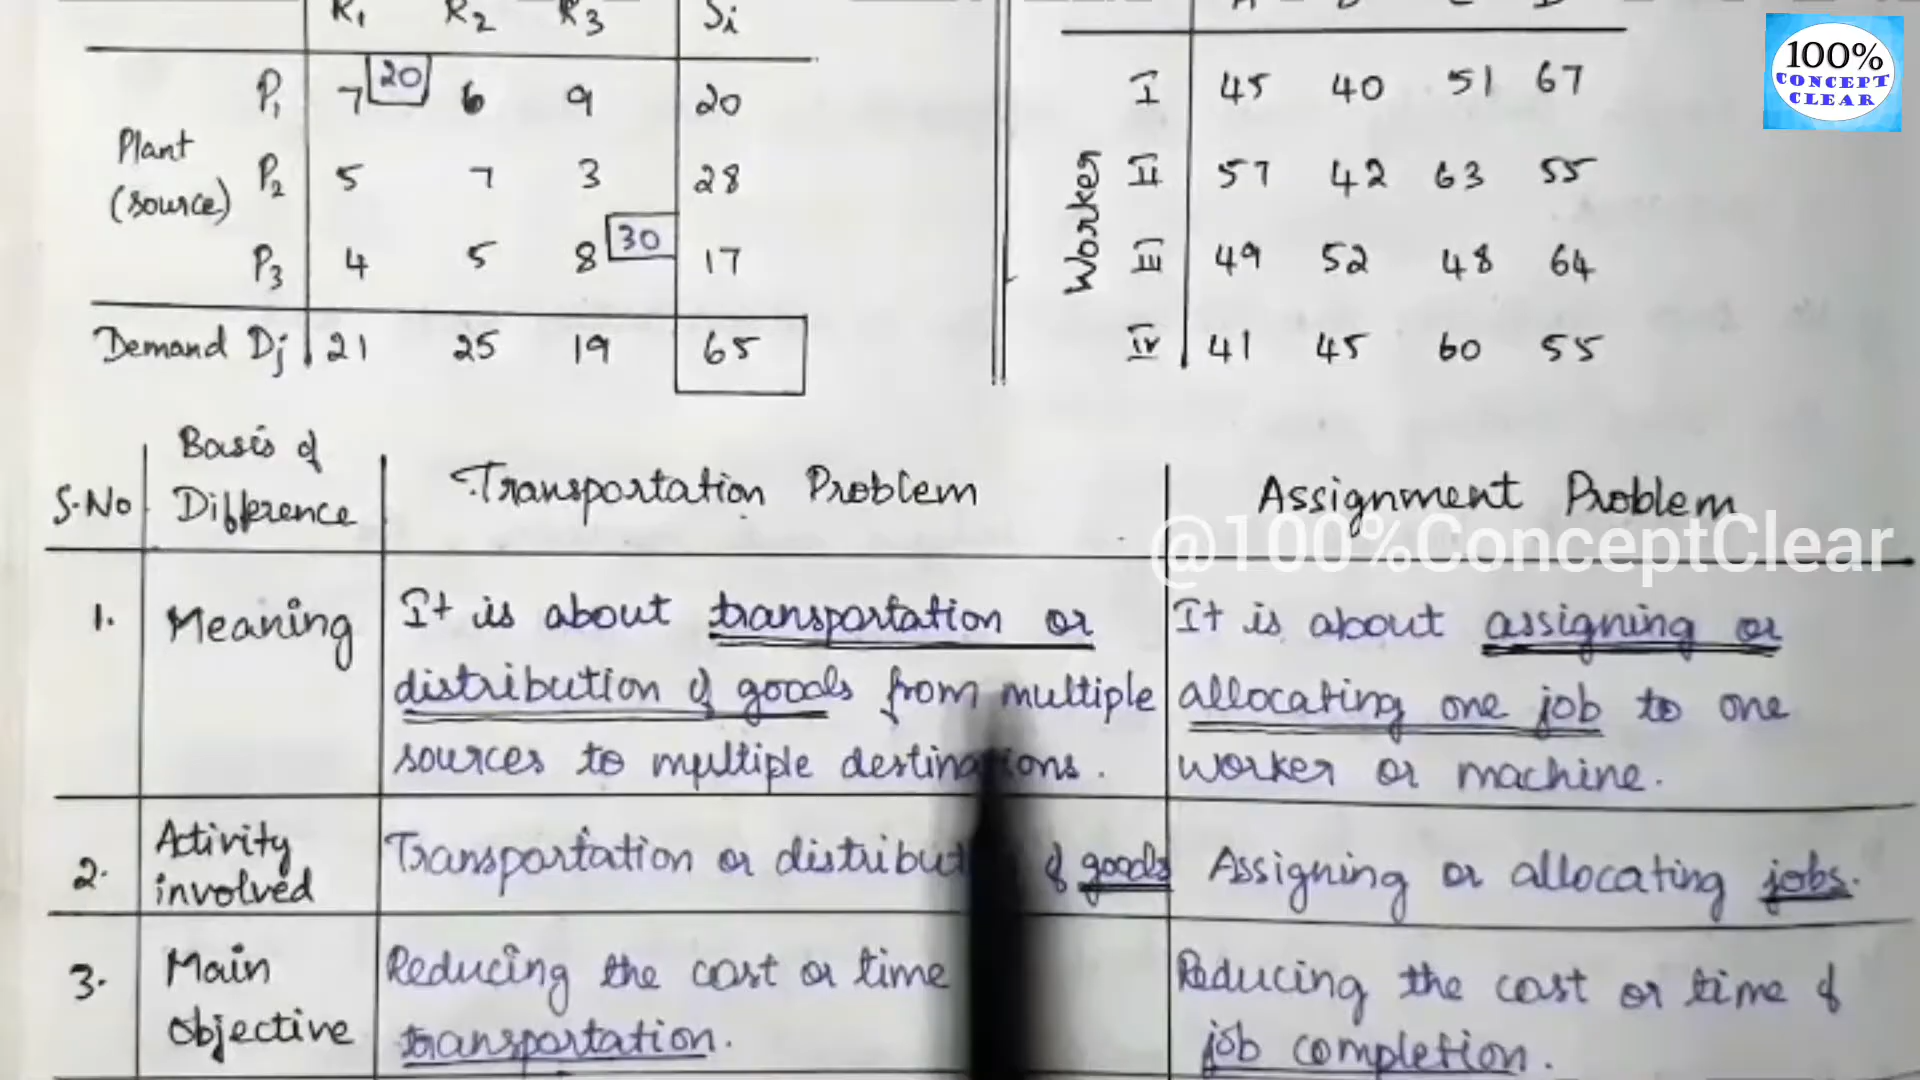 R1 R2 R3 Si
P1 7 20 6 9 20
Plant
(source)
P2 5 7 3 28
P3 4 5 8 30 17
Demand Dj 21 25 19 65
I 45 40 51 67
Worker
II 57 42 63 55
III 49 52 48 64
IV 41 45 60 55
100%
CONCEPT
CLEAR
S.No Basis of
Difference
Transportation Problem
Assignment Problem
@100%ConceptClear
1. Meaning
It is about transportation or
distribution of goods from multiple
sources to multiple destinations.
It is about assigning or
allocating one job to one
worker or machine.
2. Activity
involved
Transportation or distribut of goods
Assigning or allocating jobs.
3. Main
objective
Reducing the cost or time
transportation.
Reducing the cost or time of
job completion.